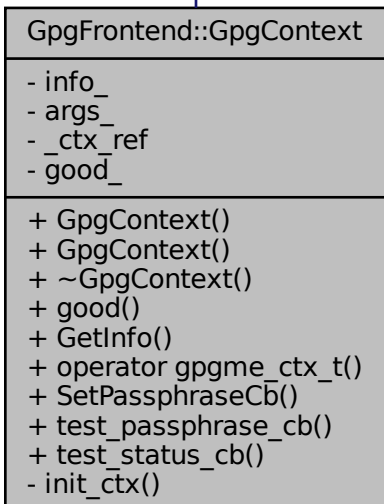 GpgFrontend::GpgContext
- info_
- args_
- _ctx_ref
- good_
+ GpgContext()
+ GpgContext()
+ ~GpgContext()
+ good()
+ GetInfo()
+ operator gpgme_ctx_t()
+ SetPassphraseCb()
+ test_passphrase_cb()
+ test_status_cb()
- init_ctx()